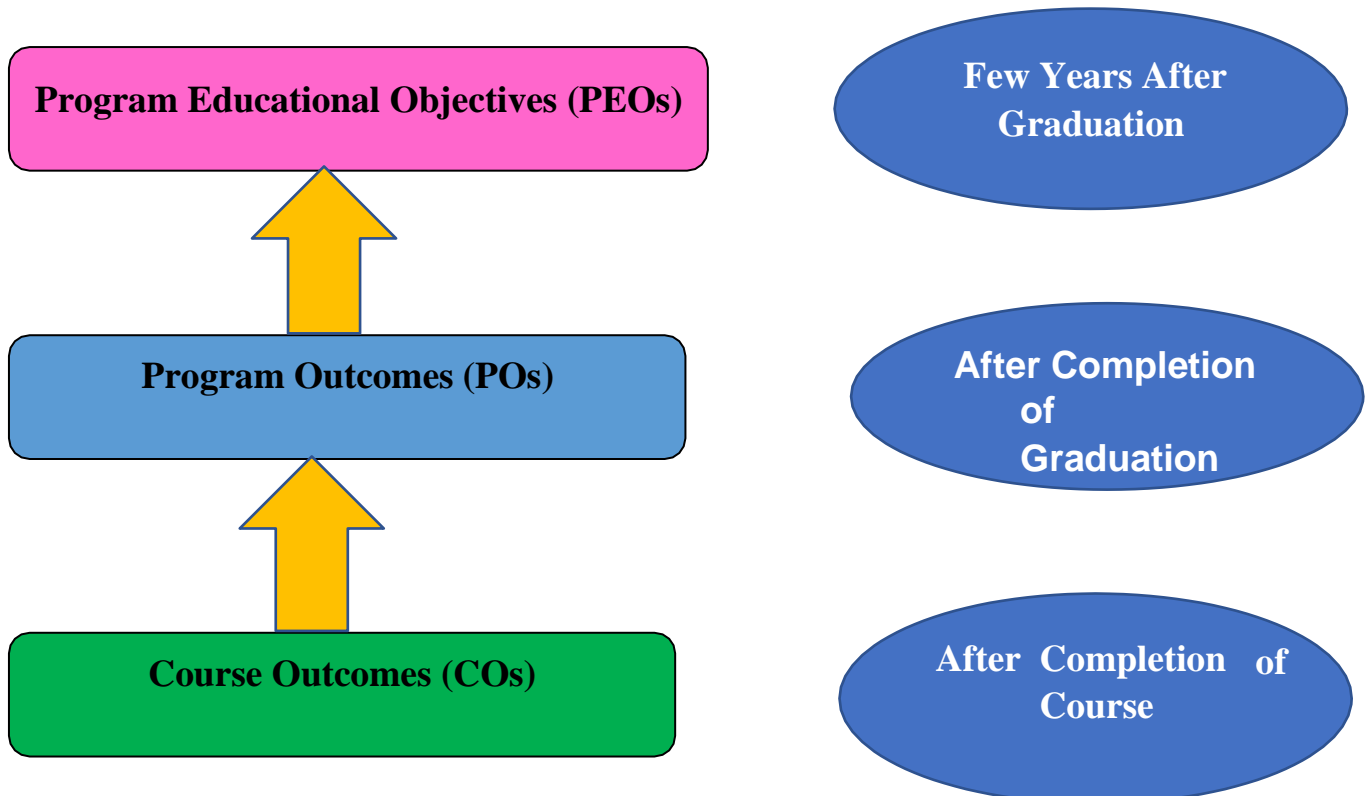 Program Educational Objectives (PEOs)
Few Years After
Graduation
Program Outcomes (POs)
After Completion
of
Graduation
Course Outcomes (COs)
After Completion of
Course